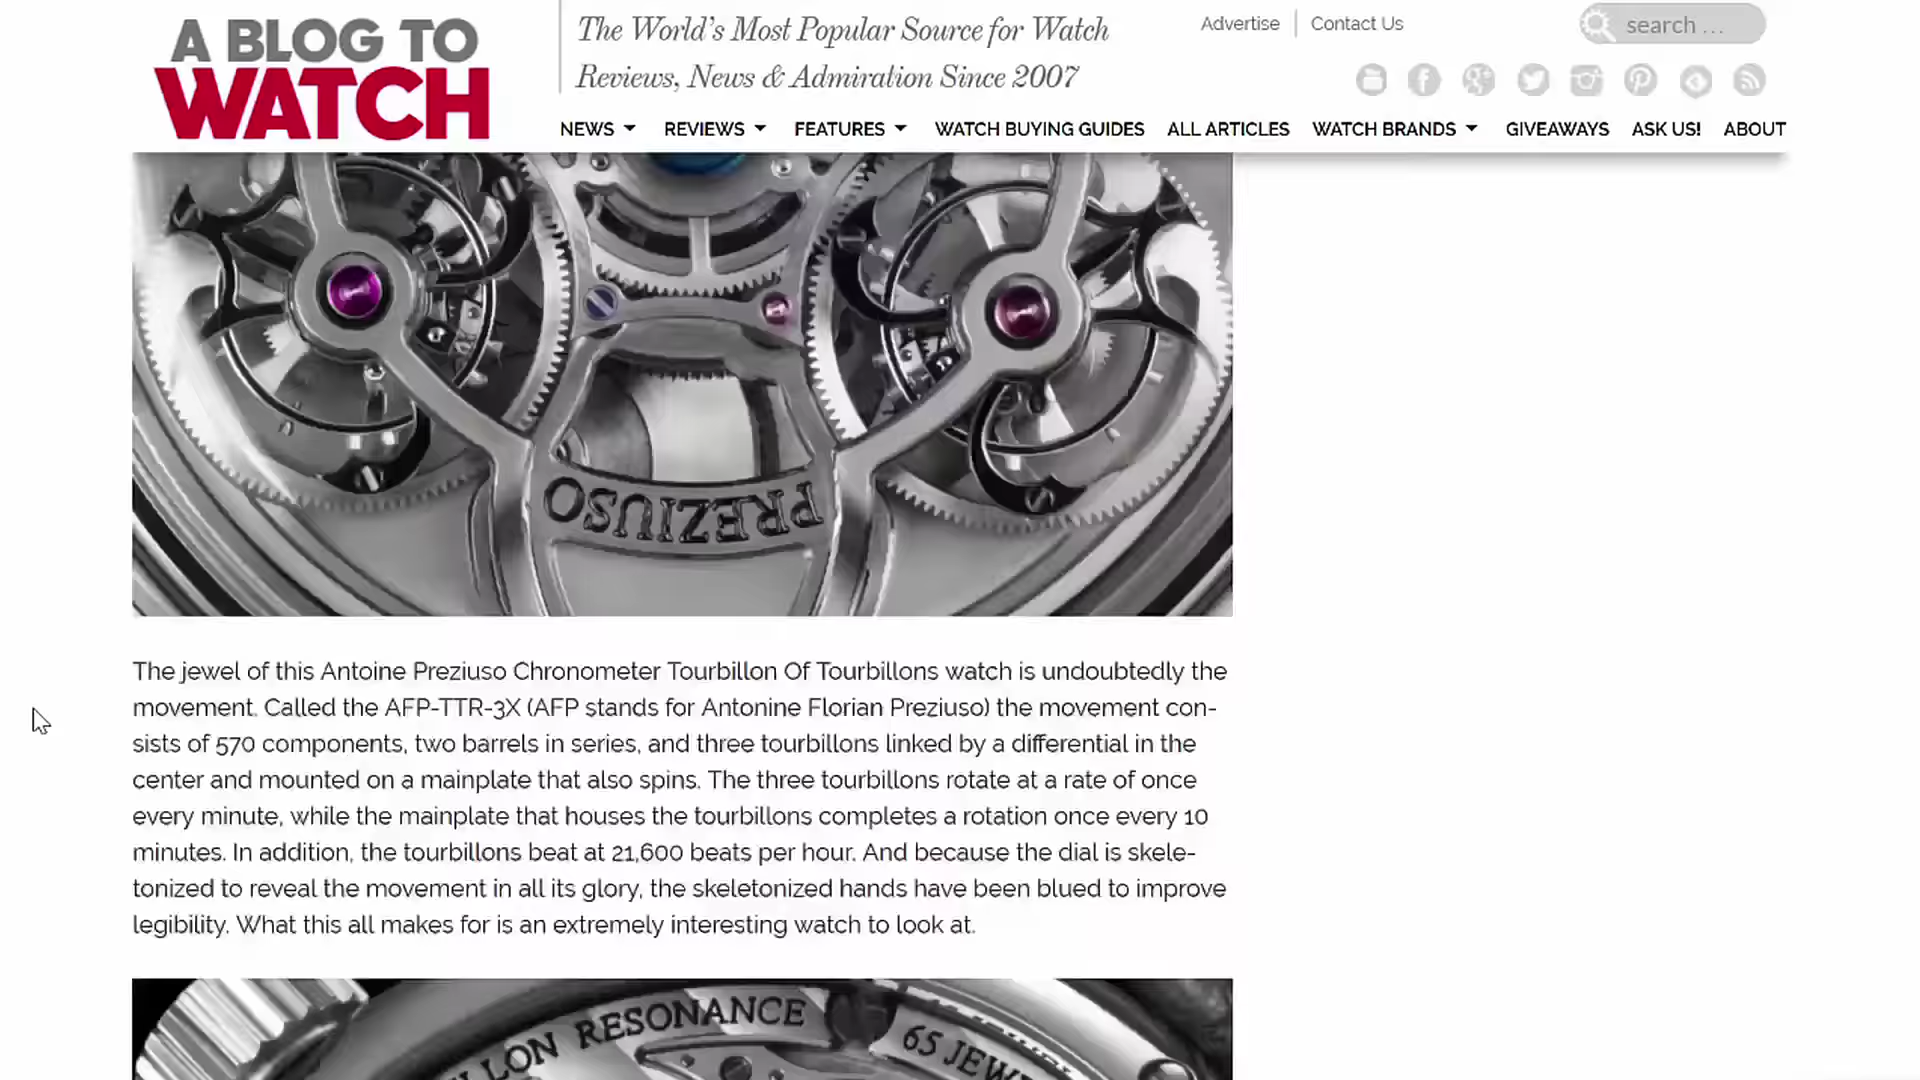 A BLOG TO
WATCH
The World's Most Popular Source for Watch
Reviews, News & Admiration Since 2007
Advertise
Contact Us
search ...
NEWS
REVIEWS
FEATURES
WATCH BUYING GUIDES
ALL ARTICLES
WATCH BRANDS
GIVEAWAYS
ASK US!
ABOUT
PREZIUSO
The jewel of this Antoine Preziuso Chronometer Tourbillon Of Tourbillons watch is undoubtedly the
movement. Called the AFP-TTR-3X (AFP stands for Antonine Florian Preziuso) the movement con-
sists of 570 components, two barrels in series, and three tourbillons linked by a differential in the
center and mounted on a mainplate that also spins. The three tourbillons rotate at a rate of once
every minute, while the mainplate that houses the tourbillons completes a rotation once every 10
minutes. In addition, the tourbillons beat at 21,600 beats per hour. And because the dial is skele-
tonized to reveal the movement in all its glory, the skeletonized hands have been blued to improve
legibility. What this all makes for is an extremely interesting watch to look at.
LLON RESONANCE
65 JEW